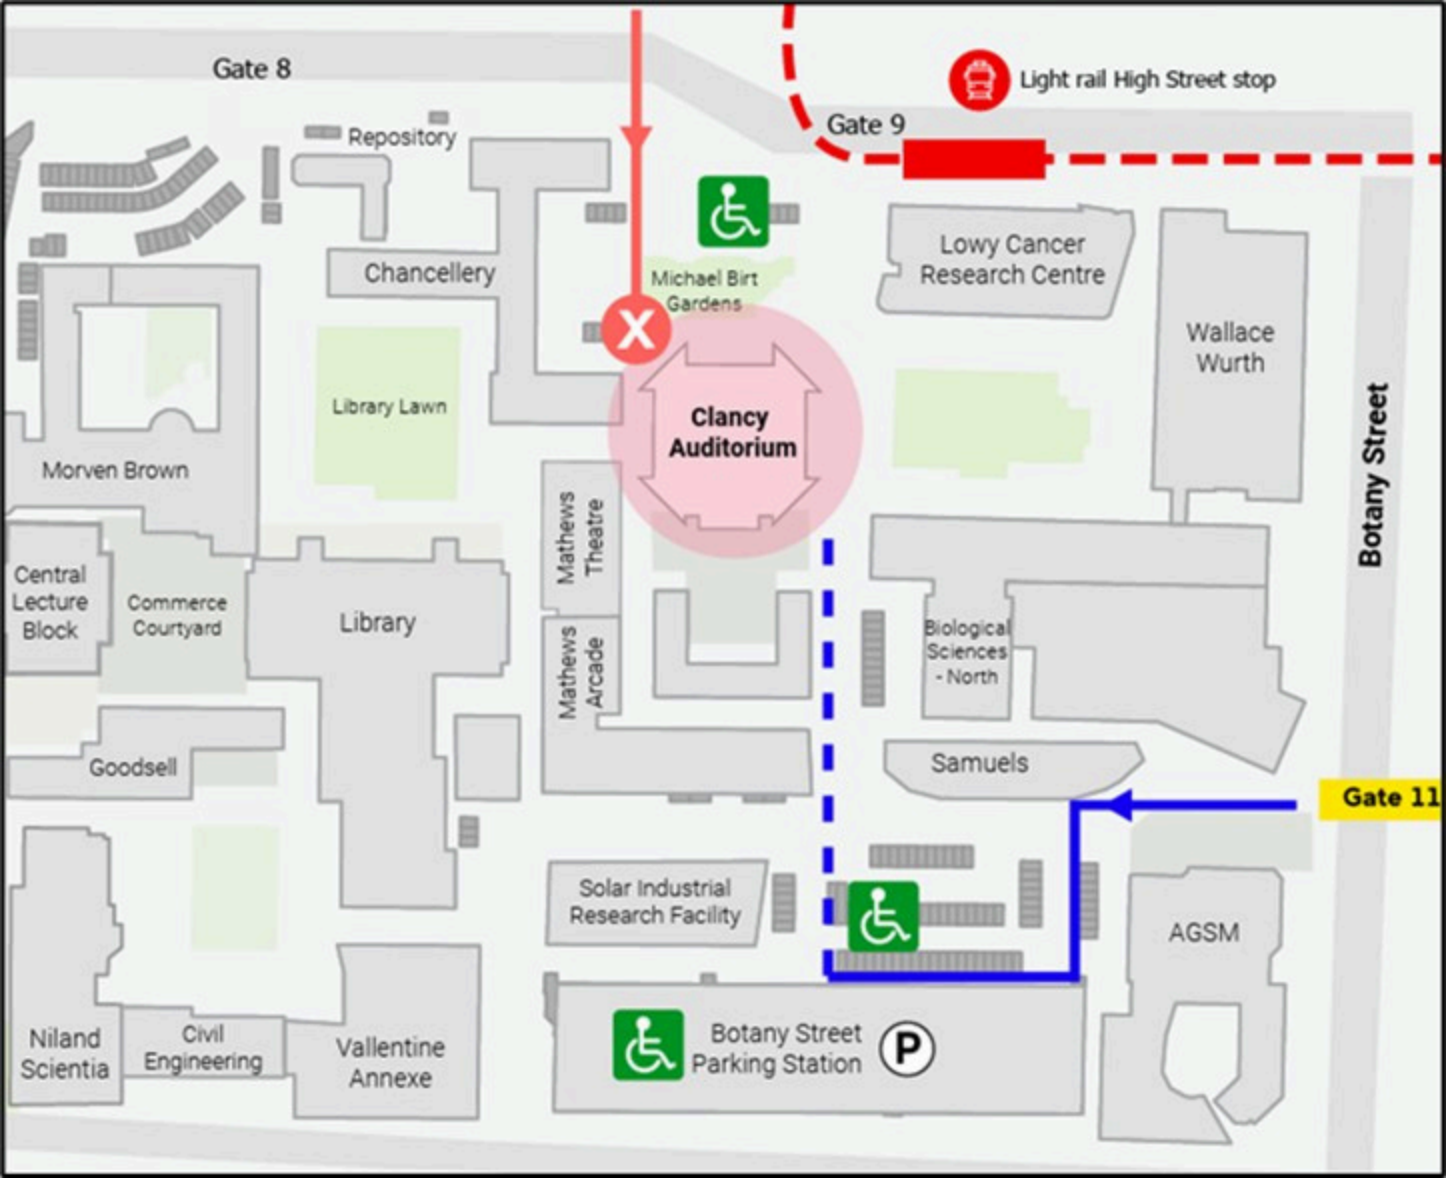 Gate 8
Light rail High Street stop
Gate 9
Repository
Lowy Cancer
Research Centre
Chancellery
Michael Birt
Gardens
X
Wallace
Wurth
Library Lawn
Clancy
Auditorium
Botany Street
Morven Brown
Mathews
Theatre
Central
Lecture
Block
Commerce
Courtyard
Library
Biological
Sciences
- North
Mathews
Arcade
Goodsell
Samuels
Gate 11
Solar Industrial
Research Facility
AGSM
Niland
Scientia
Civil
Engineering
Vallentine
Annexe
Botany Street
Parking Station
P